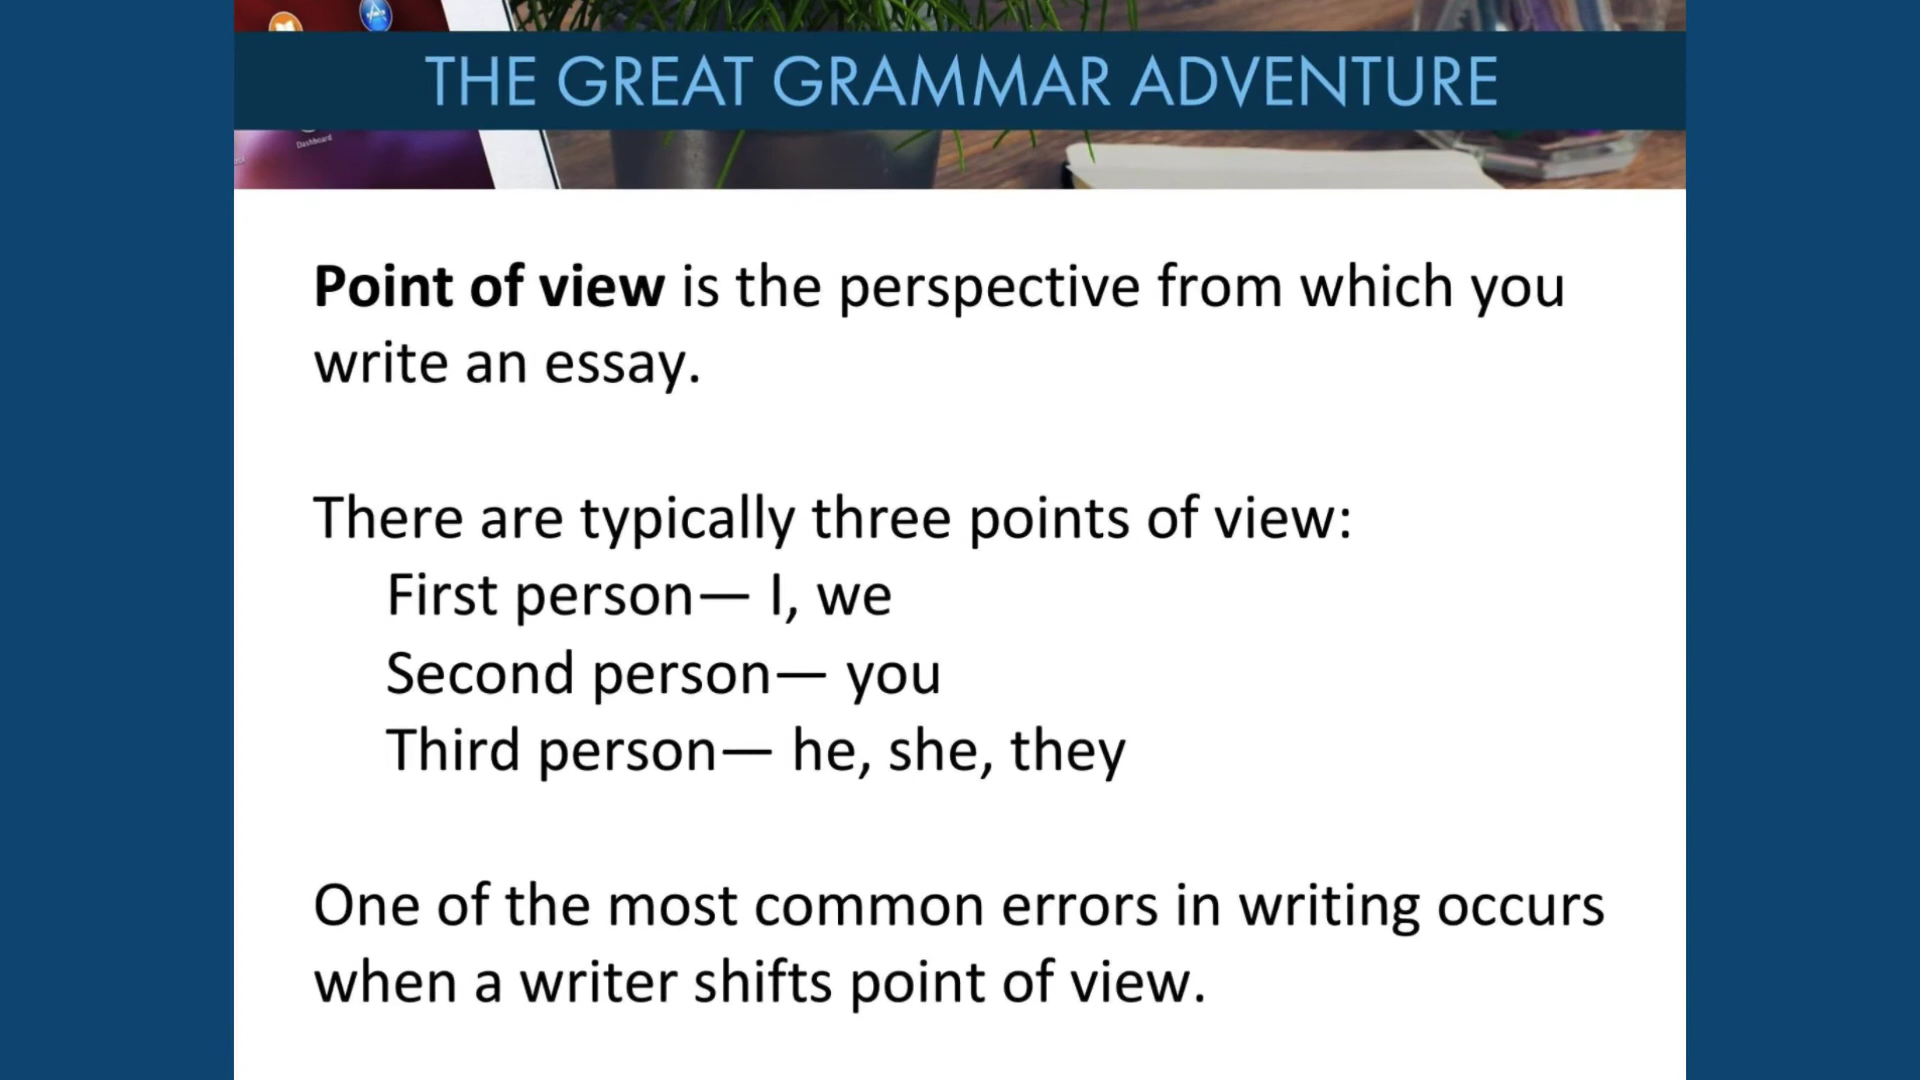 THE GREAT GRAMMAR ADVENTURE
Dashboard
Point of view is the perspective from which you
write an essay.
There are typically three points of view:
First person— I, we
Second person— you
Third person— he, she, they
One of the most common errors in writing occurs
when a writer shifts point of view.